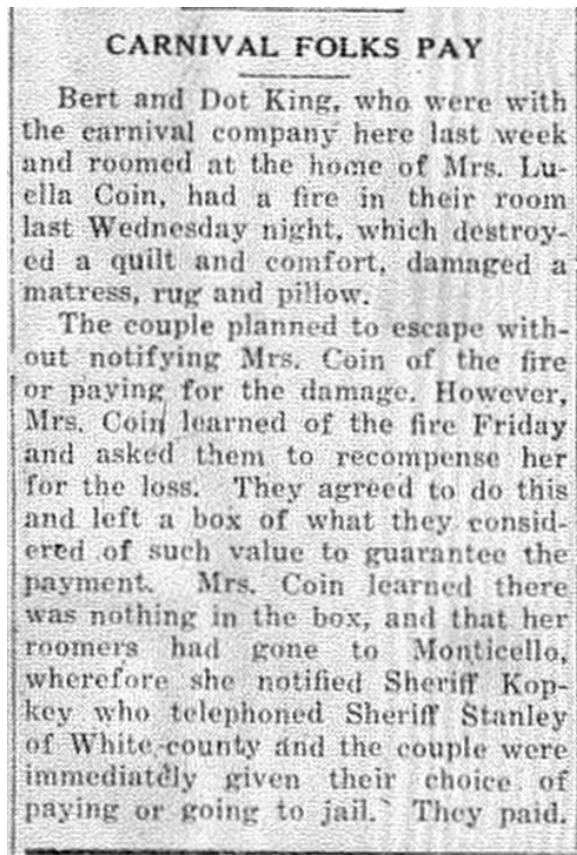 CARNIVAL FOLKS PAY
Bert and Dot King, who were with
the carnival company here last week
and roomed at the home of Mrs. Lu-
ella Coin, had a fire in their room
last Wednesday night, which destroy-
ed a quilt and comfort, damaged a
matress, rug and pillow.
The couple planned to escape with-
out notifying Mrs. Coin of the fire
or paying for the damage. However,
Mrs. Coin learned of the fire Friday
and asked them to recompense her
for the loss. They agreed to do this
and left a box of what they consid-
ered of such value to guarantee the
payment. Mrs. Coin learned there
was nothing in the box, and that her
roomers had gone to Monticello,
wherefore she notified Sheriff Kop-
key who telephoned Sheriff Stanley
of White county and the couple were
immediately given their choice of
paying or going to jail. They paid.